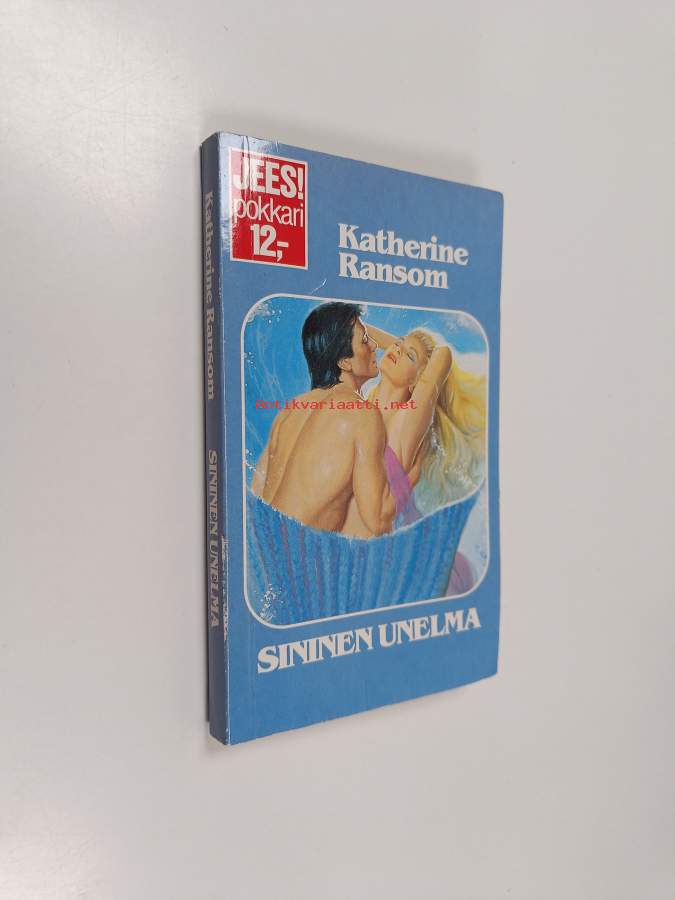 JEES!
pokkari
12,-
Katherine
Ransom
Antikvariaatti.net
SININEN UNELMA
Katherine Ransom
SININEN UNELMA